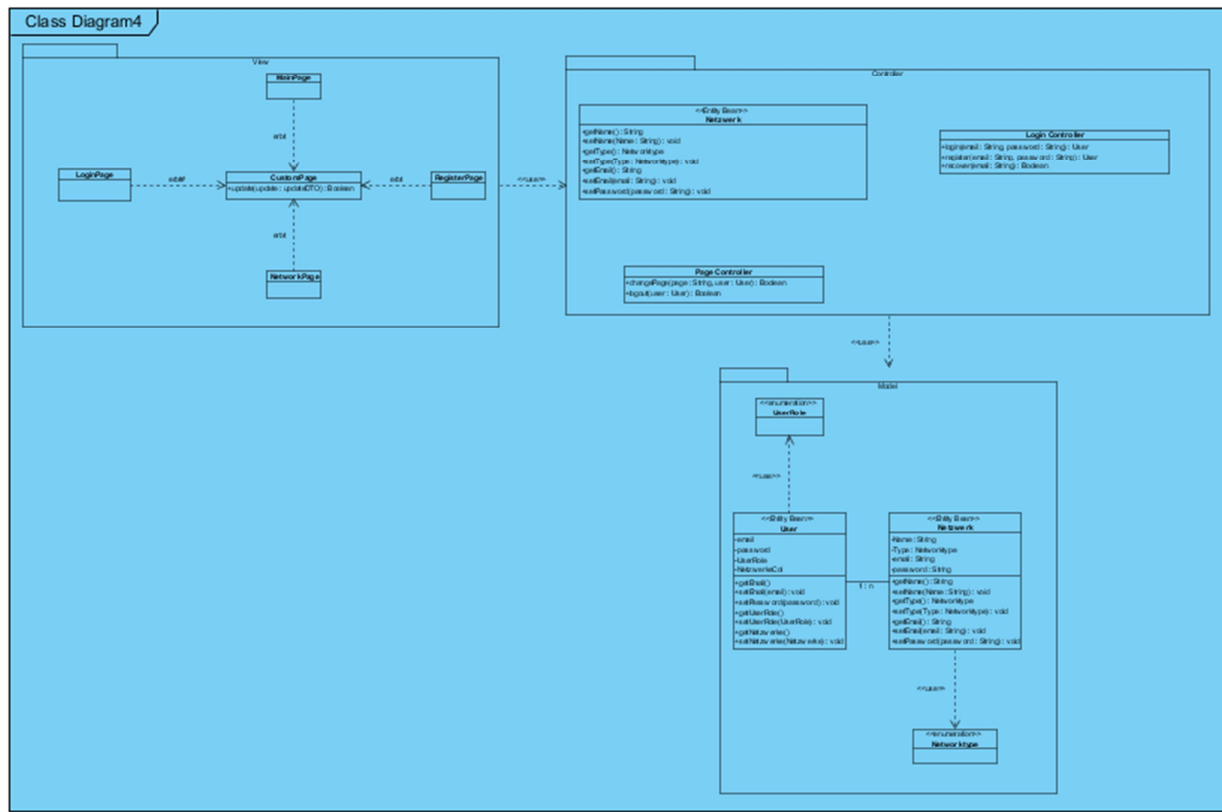 Class Diagram4
View
MainPage
erbt
LoginPage
CustomPage
+update(update : updateDTO) : Boolean
erbt
RegisterPage
erbt
NetworkPage
<<use>>
Controller
<<Entity Bean>>
Netzwerk
+getName() : String
+setName(Name : String) : void
+getType() : Networktype
+setType(Type : Networktype) : void
+getEmail() : String
+setEmail(email : String) : void
+setPassword(password : String) : void
Login Controller
+login(email : String, password : String) : User
+register(email : String, password : String) : User
+recover(email : String) : Boolean
Page Controller
+changePage(page : String, user : User) : Boolean
+logout(user : User) : Boolean
<<use>>
Model
<<enumeration>>
UserRole
<<use>>
<<Entity Bean>>
User
-email
-password
-UserRole
-NetzwerkeCol
+getEmail()
+setEmail(email) : void
+setPassword(password) : void
+getUserRole()
+setUserRole(UserRole) : void
+getNetzwerke()
+setNetzwerke(Netzwerke) : void
1 : n
<<Entity Bean>>
Netzwerk
-Name : String
-Type : Networktype
-email : String
-password : String
+getName() : String
+setName(Name : String) : void
+getType() : Networktype
+setType(Type : Networktype) : void
+getEmail() : String
+setEmail(email : String) : void
+setPassword(password : String) : void
<<use>>
<<enumeration>>
Networktype